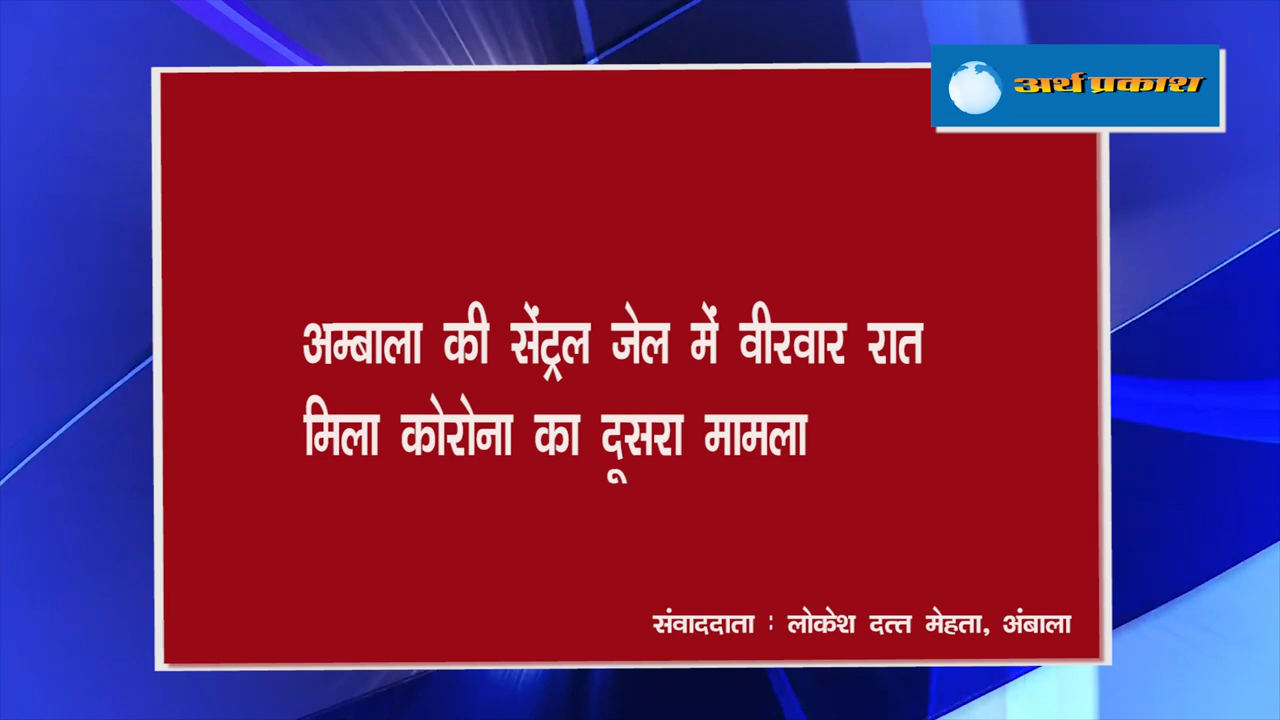 अर्थ प्रकाश
अम्बाला की सेंट्रल जेल में वीरवार रात
मिला कोरोना का दूसरा मामला
संवाददाता : लोकेश दत्त मेहता, अंबाला